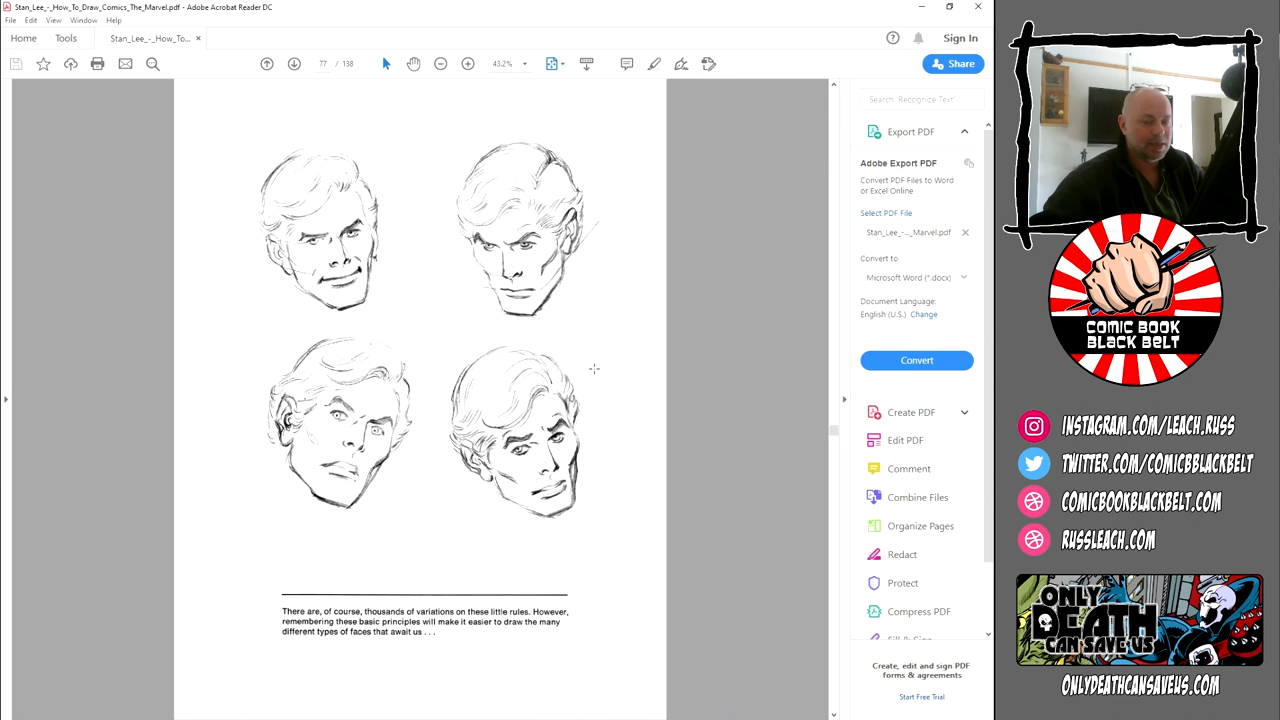 Stan_Lee_-_How_To_Draw_Comics_The_Marvel.pdf - Adobe Acrobat Reader DC
File Edit View Window Help
Home Tools Stan_Lee_-_How_To... × Sign In
77 / 138 43.2% Share
Search 'Recognize Text'
Export PDF
Adobe Export PDF
Convert PDF Files to Word
or Excel Online
Select PDF File
Stan_Lee_-..._Marvel.pdf ×
Convert to
Microsoft Word (*.docx)
Document Language:
English (U.S.) Change
Convert
Create PDF
Edit PDF
Comment
Combine Files
Organize Pages
Redact
Protect
Compress PDF
Fill & Sign
Create, edit and sign PDF
forms & agreements
Start Free Trial
There are, of course, thousands of variations on these little rules. However,
remembering these basic principles will make it easier to draw the many
different types of faces that await us . . .
COMIC BOOK
BLACK BELT
INSTAGRAM.COM/LEACH.RUSS
TWITTER.COM/COMICBBLACKBELT
COMICBOOKBLACKBELT.COM
RUSSLEACH.COM
ONLY
DEATH
CAN SAVE US
ONLYDEATHCANSAVEUS.COM